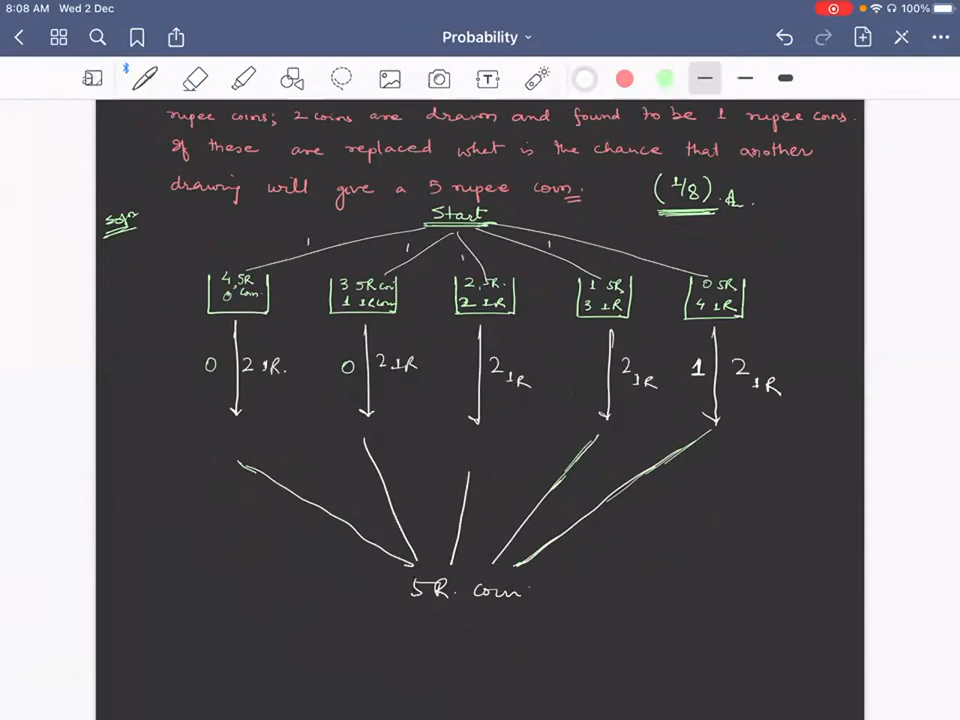 8:08 AM Wed 2 Dec
100%
Probability
T
rupee coins; 2 coins are drawn and found to be 1 rupee coins.
If these are replaced what is the chance that another
drawing will give a 5 rupee coin.
(1/8).
Soln
Start
1 1 1 1
4, 5R 3 5R coin 2, 5R. 1 5R 0 5R
0 coin. 1 1R coin 2 1R 3 1R 4 1R
0 2 1R. 0 2 1R 2 1R 2 1R 1 2 1R
5R. coin.